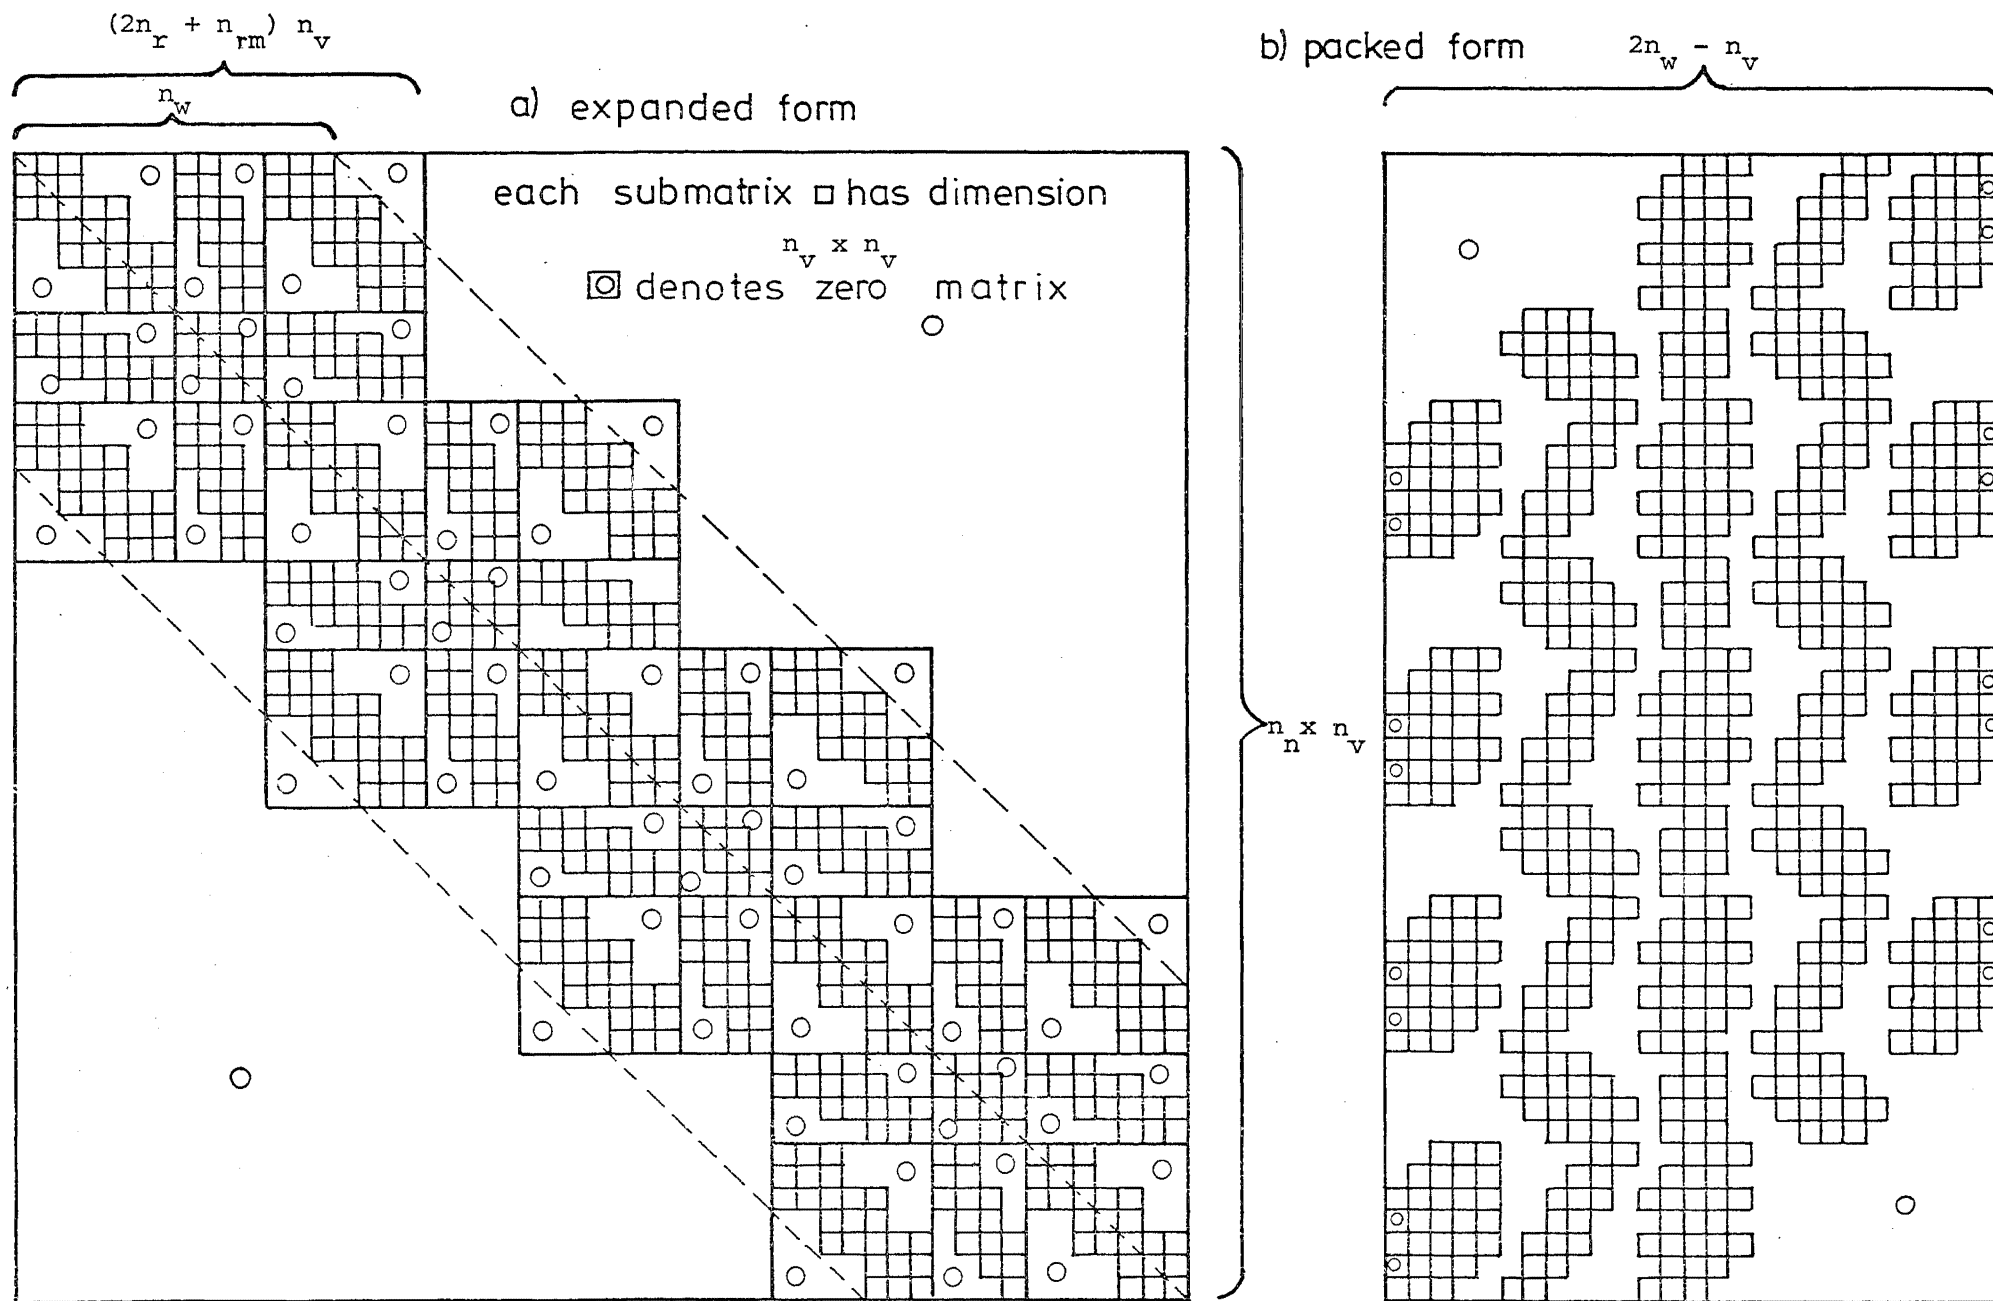 (2n_r + n_rm) n_v
n_w
a) expanded form
each submatrix □ has dimension
n_v x n_v
⊡ denotes zero matrix
n_n x n_v
b) packed form
2n_w - n_v